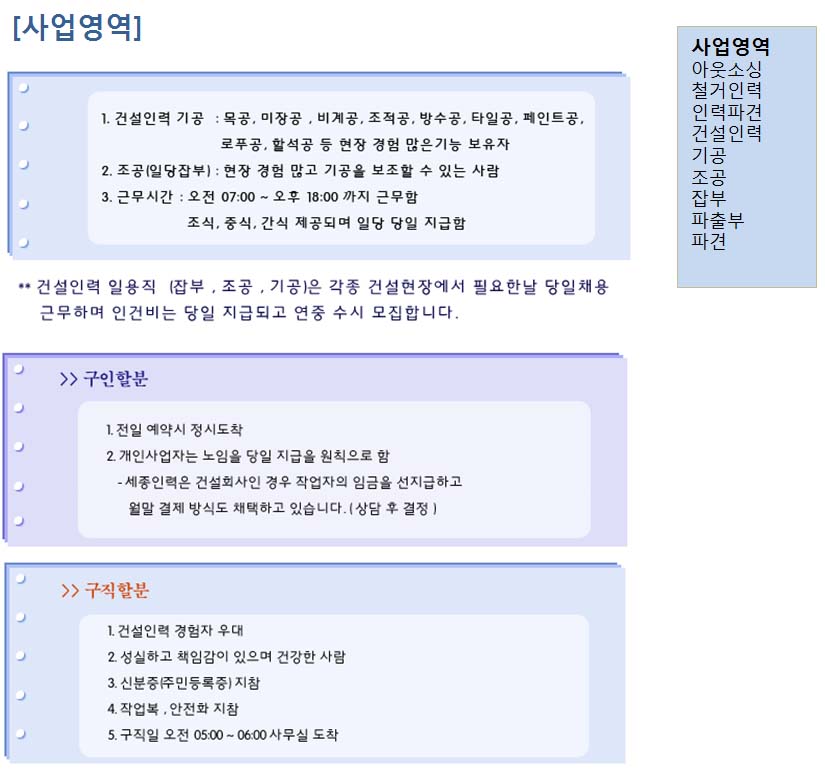 [사업영역]
1. 건설인력 기공 : 목공, 미장공 , 비계공, 조적공, 방수공, 타일공, 페인트공,
로푸공, 할석공 등 현장 경험 많은기능 보유자
2. 조공(일당잡부) : 현장 경험 많고 기공을 보조할 수 있는 사람
3. 근무시간 : 오전 07:00 ~ 오후 18:00 까지 근무함
조식, 중식, 간식 제공되며 일당 당일 지급함
** 건설인력 일용직 (잡부 , 조공 , 기공)은 각종 건설현장에서 필요한날 당일채용
근무하며 인건비는 당일 지급되고 연중 수시 모집합니다.
>> 구인할분
1. 전일 예약시 정시도착
2. 개인사업자는 노임을 당일 지급을 원칙으로 함
- 세종인력은 건설회사인 경우 작업자의 임금을 선지급하고
월말 결제 방식도 채택하고 있습니다. ( 상담 후 결정 )
>> 구직할분
1. 건설인력 경험자 우대
2. 성실하고 책임감이 있으며 건강한 사람
3. 신분증(주민등록증) 지참
4. 작업복 , 안전화 지참
5. 구직일 오전 05:00 ~ 06:00 사무실 도착
사업영역
아웃소싱
철거인력
인력파견
건설인력
기공
조공
잡부
파출부
파견